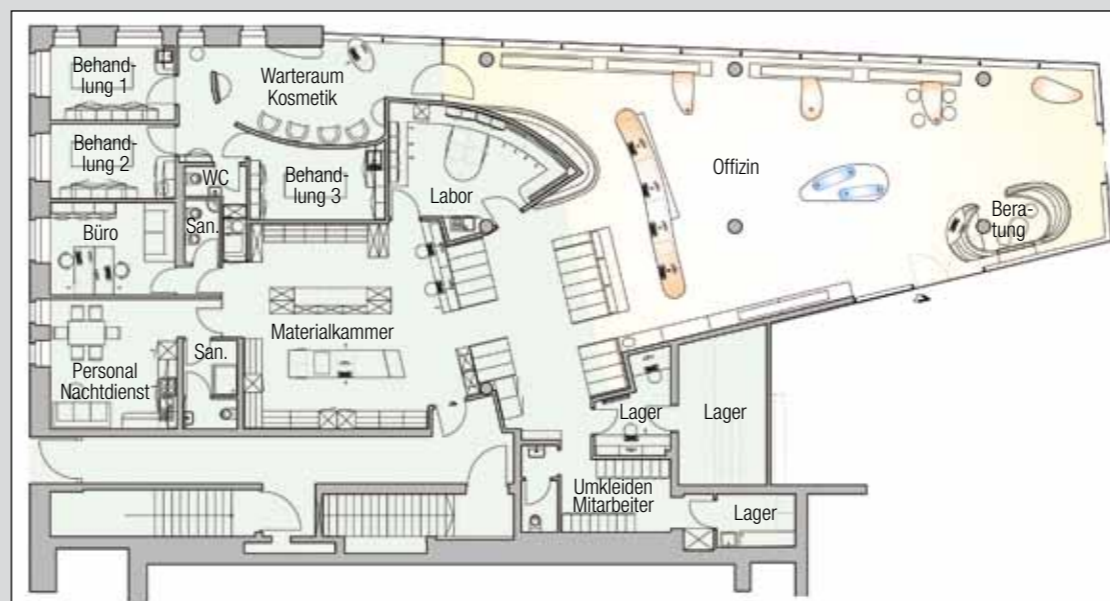 Behand-
lung 1
Warteraum
Kosmetik
Behand-
lung 2
WC
Behand-
lung 3
Labor
Offizin
Büro
San.
Bera-
tung
Materialkammer
San.
Personal
Nachtdienst
Lager
Lager
Umkleiden
Mitarbeiter
Lager